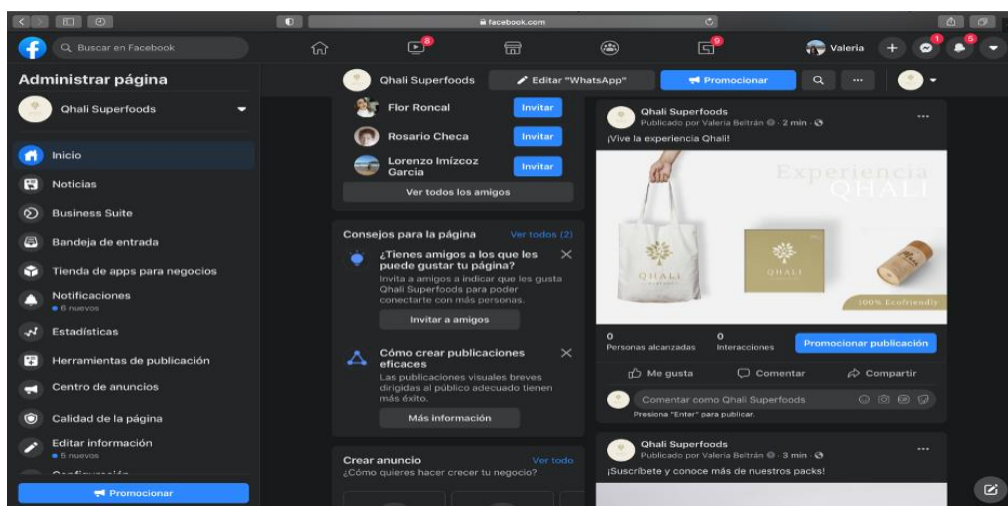 facebook.com
Buscar en Facebook
8
9
Valeria
1
5
Administrar página
Qhali Superfoods
Inicio
Noticias
Business Suite
Bandeja de entrada
Tienda de apps para negocios
Notificaciones
6 nuevos
Estadísticas
Herramientas de publicación
Centro de anuncios
Calidad de la página
Editar información
5 nuevos
Configuración
Promocionar
Qhali Superfoods
Editar "WhatsApp"
Promocionar
Flor Roncal
Invitar
Rosario Checa
Invitar
Lorenzo Imízcoz
Garcia
Invitar
Ver todos los amigos
Consejos para la página
Ver todos (2)
¿Tienes amigos a los que les
puede gustar tu página?
Invita a amigos a indicar que les gusta
Qhali Superfoods para poder
conectarte con más personas.
Invitar a amigos
Cómo crear publicaciones
eficaces
Las publicaciones visuales breves
dirigidas al público adecuado tienen
más éxito.
Más información
Crear anuncio
Ver todo
¿Cómo quieres hacer crecer tu negocio?
Qhali Superfoods
Publicado por Valeria Beltrán · 2 min ·
¡Vive la experiencia Qhali!
Experiencia
QHALI
QHALI
QHALI
100% Ecofriendly
0
Personas alcanzadas
0
Interacciones
Promocionar publicación
Me gusta
Comentar
Compartir
Comentar como Qhali Superfoods
Presiona "Enter" para publicar.
Qhali Superfoods
Publicado por Valeria Beltrán · 3 min ·
¡Suscríbete y conoce más de nuestros packs!